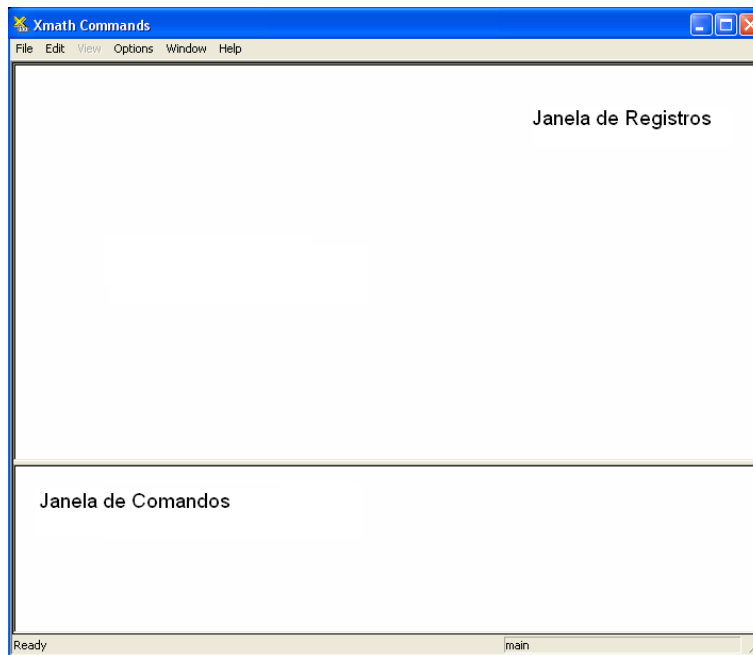 Xmath Commands
File Edit View Options Window Help
Janela de Registros
Janela de Comandos
Ready main